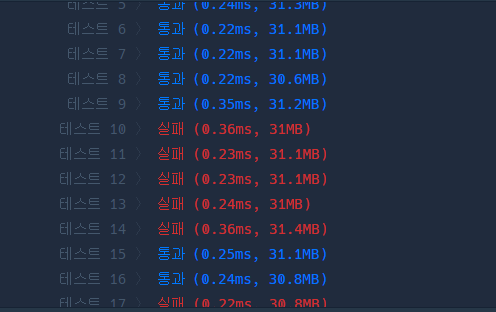 테스트 5 〉 통과 (0.24ms, 31.3MB)
테스트 6 〉 통과 (0.22ms, 31.1MB)
테스트 7 〉 통과 (0.22ms, 31.1MB)
테스트 8 〉 통과 (0.22ms, 30.6MB)
테스트 9 〉 통과 (0.35ms, 31.2MB)
테스트 10 〉 실패 (0.36ms, 31MB)
테스트 11 〉 실패 (0.23ms, 31.1MB)
테스트 12 〉 실패 (0.23ms, 31.1MB)
테스트 13 〉 실패 (0.24ms, 31MB)
테스트 14 〉 실패 (0.36ms, 31.4MB)
테스트 15 〉 통과 (0.25ms, 31.1MB)
테스트 16 〉 통과 (0.24ms, 30.8MB)
테스트 17 〉 실패 (0.22ms, 30.8MB)